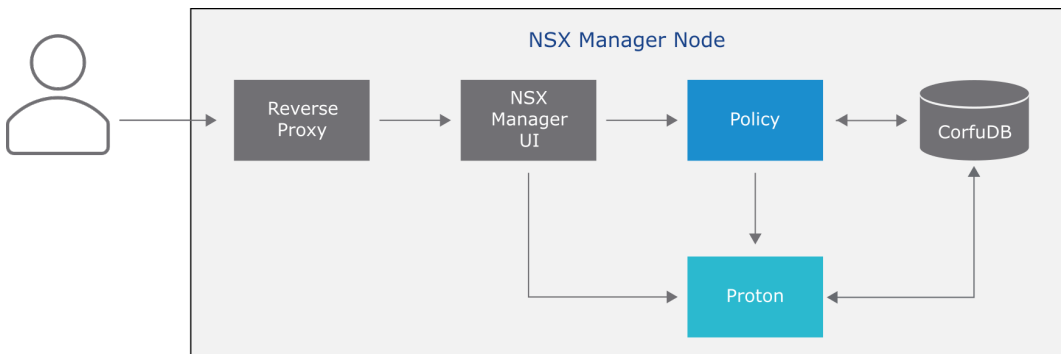 NSX Manager Node
Reverse
Proxy
NSX
Manager
UI
Policy
CorfuDB
Proton